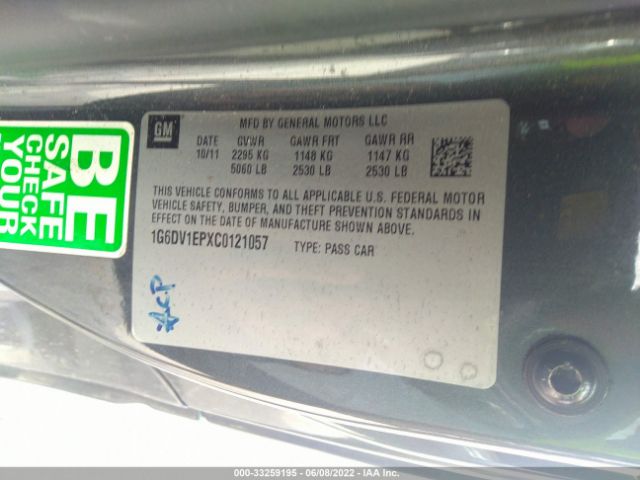 BE
SAFE
CHECK
YOUR
GM
MFD BY GENERAL MOTORS LLC
DATE GVWR GAWR FRT GAWR RR
10/11 2295 KG 1148 KG 1147 KG
5060 LB 2530 LB 2530 LB
THIS VEHICLE CONFORMS TO ALL APPLICABLE U.S. FEDERAL MOTOR
VEHICLE SAFETY, BUMPER, AND THEFT PREVENTION STANDARDS IN
EFFECT ON THE DATE OF MANUFACTURE SHOWN ABOVE.
1G6DV1EPXC0121057 TYPE: PASS CAR
ACP
000-33259195 - 06/08/2022 - IAA Inc.